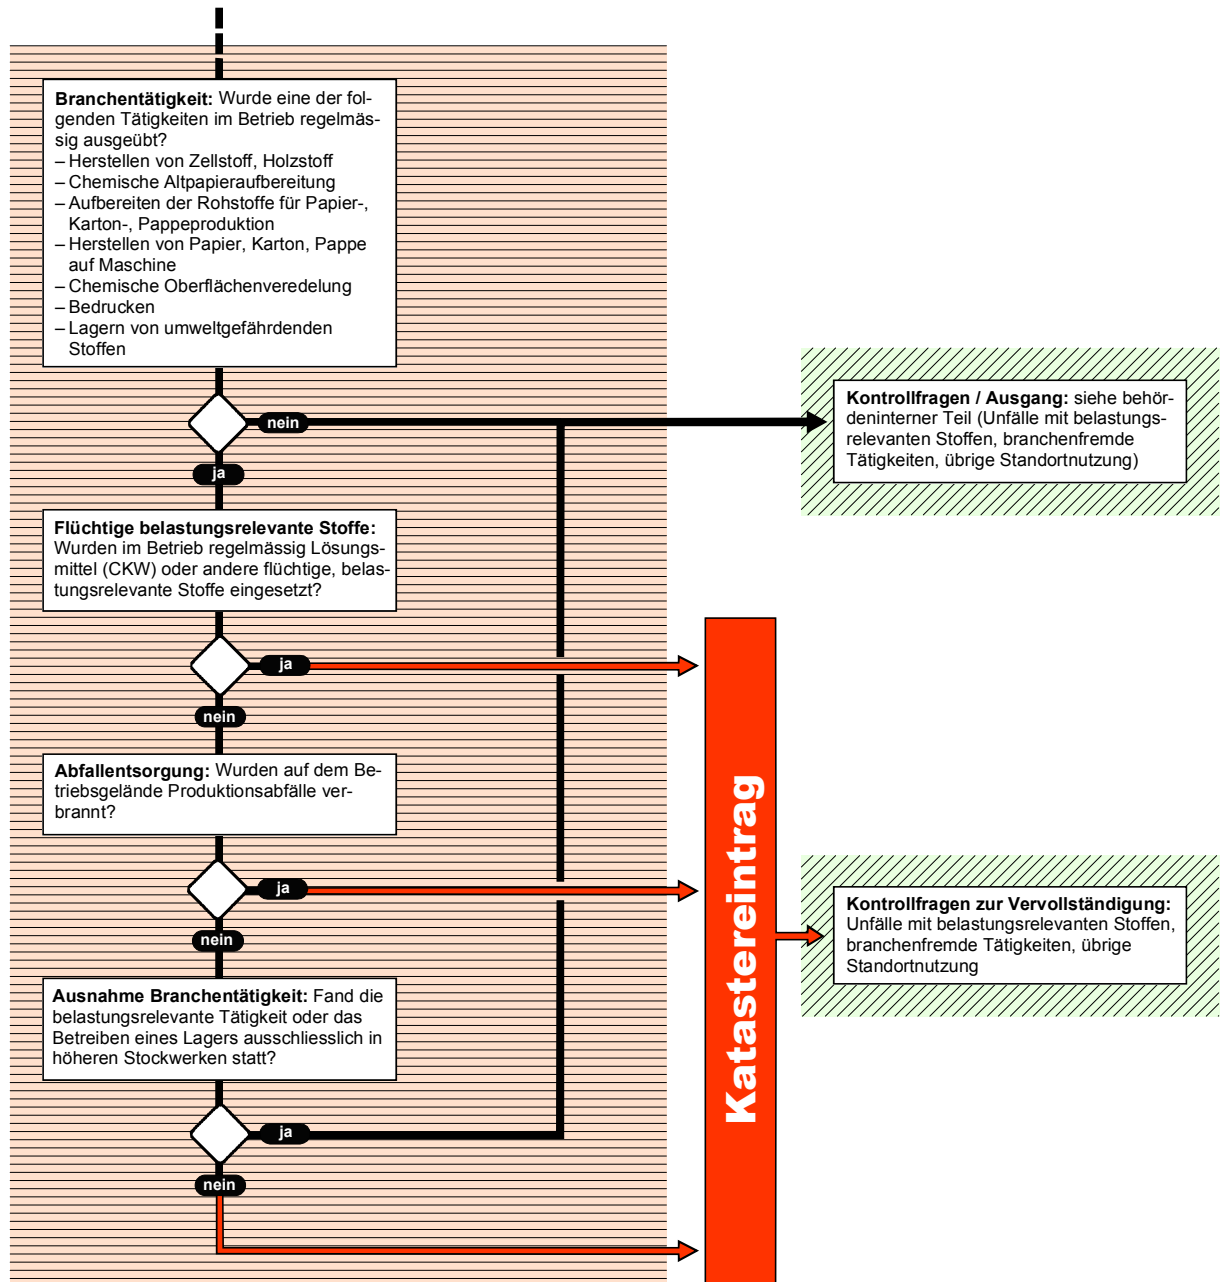 Branchentätigkeit: Wurde eine der fol-
genden Tätigkeiten im Betrieb regelmäs-
sig ausgeübt?
– Herstellen von Zellstoff, Holzstoff
– Chemische Altpapieraufbereitung
– Aufbereiten der Rohstoffe für Papier-,
Karton-, Pappeproduktion
– Herstellen von Papier, Karton, Pappe
auf Maschine
– Chemische Oberflächenveredelung
– Bedrucken
– Lagern von umweltgefährdenden
Stoffen
nein
ja
Kontrollfragen / Ausgang: siehe behör-
deninterner Teil (Unfälle mit belastungs-
relevanten Stoffen, branchenfremde
Tätigkeiten, übrige Standortnutzung)
Flüchtige belastungsrelevante Stoffe:
Wurden im Betrieb regelmässig Lösungs-
mittel (CKW) oder andere flüchtige, belas-
tungsrelevante Stoffe eingesetzt?
ja
nein
Abfallentsorgung: Wurden auf dem Be-
triebsgelände Produktionsabfälle ver-
brannt?
ja
nein
Ausnahme Branchentätigkeit: Fand die
belastungsrelevante Tätigkeit oder das
Betreiben eines Lagers ausschliesslich in
höheren Stockwerken statt?
ja
nein
Katastereintrag
Kontrollfragen zur Vervollständigung:
Unfälle mit belastungsrelevanten Stoffen,
branchenfremde Tätigkeiten, übrige
Standortnutzung